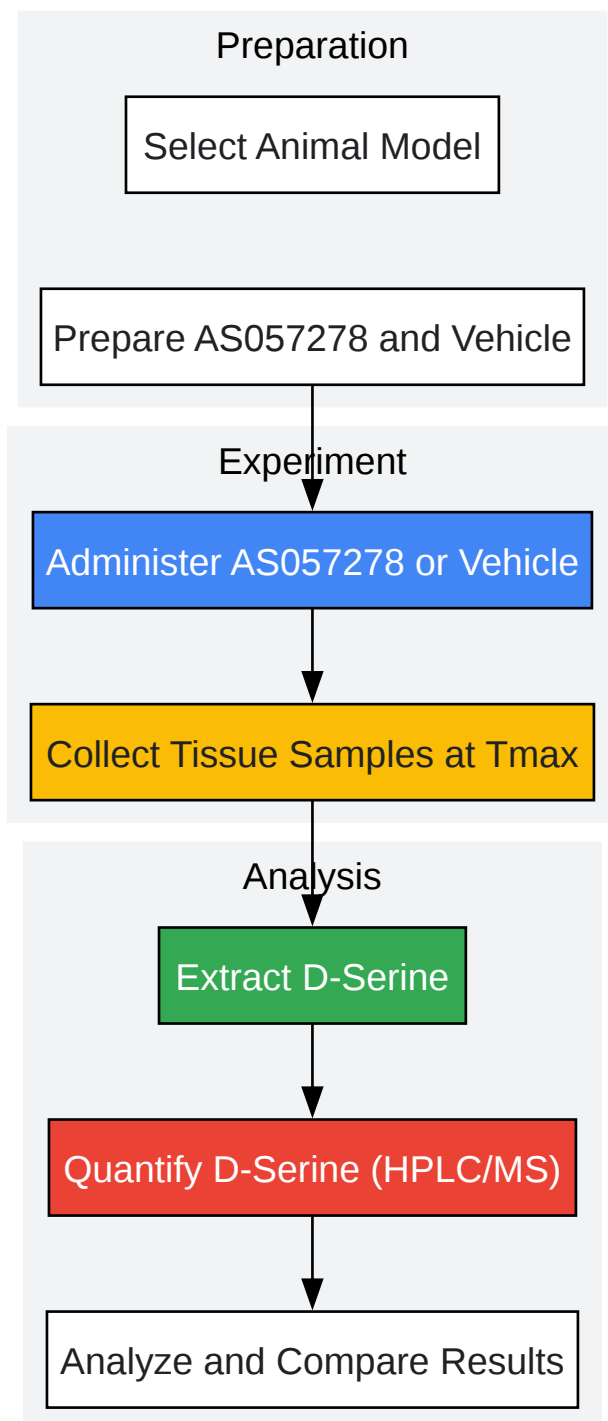 Preparation
Select Animal Model
Prepare AS057278 and Vehicle
Experiment
Administer AS057278 or Vehicle
Collect Tissue Samples at Tmax
Analysis
Extract D-Serine
Quantify D-Serine (HPLC/MS)
Analyze and Compare Results